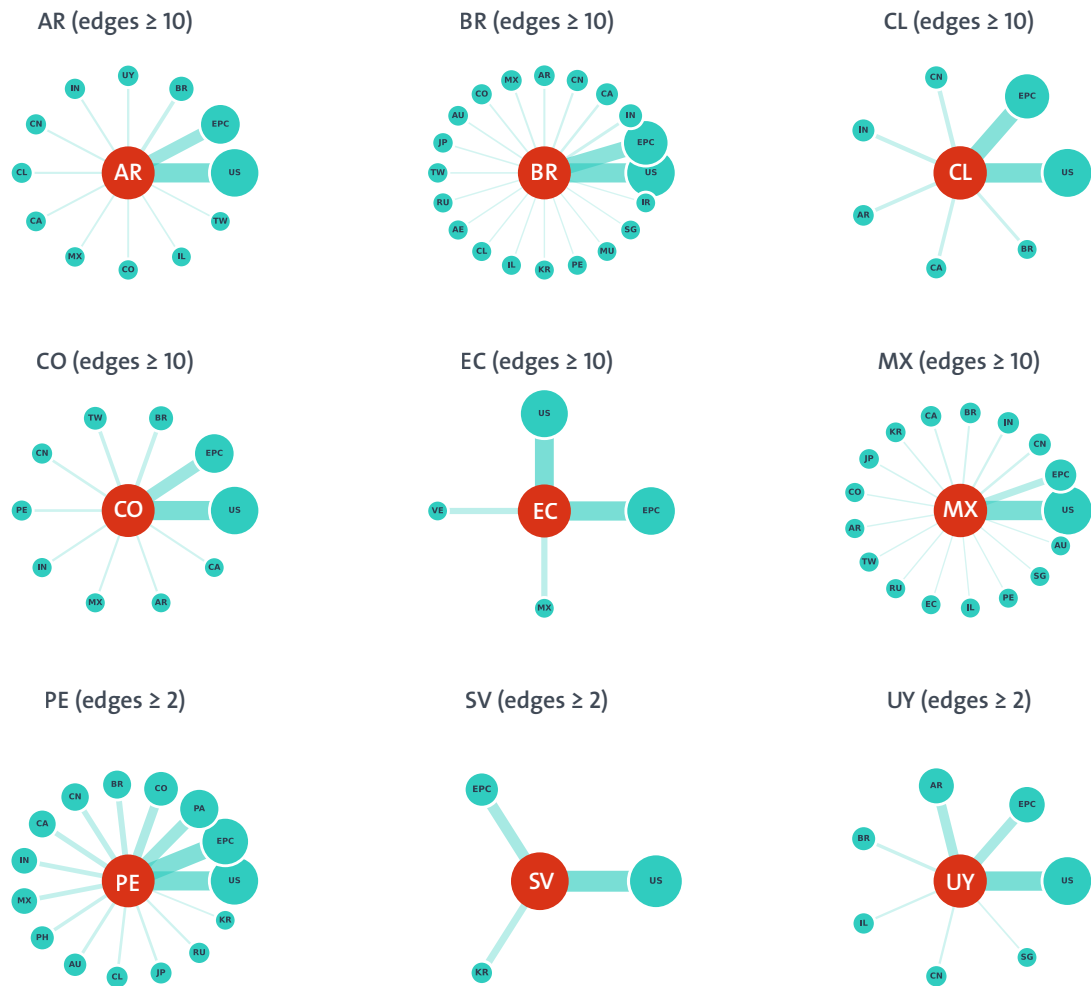 AR (edges ≥ 10)
BR (edges ≥ 10)
CL (edges ≥ 10)
UY
IN
BR
CN
EPC
CL
AR
US
CA
TW
MX
IL
CO
AR
MX
CN
CO
CA
AU
IN
JP
EPC
TW
BR
US
RU
IR
AE
SG
CL
MU
IL
PE
KR
CN
EPC
IN
CL
US
AR
BR
CA
CO (edges ≥ 10)
EC (edges ≥ 10)
MX (edges ≥ 10)
TW
BR
CN
EPC
PE
CO
US
IN
CA
MX
AR
US
VE
EC
EPC
MX
CA
BR
IN
KR
CN
JP
EPC
CO
MX
US
AR
AU
TW
SG
RU
PE
EC
IL
PE (edges ≥ 2)
SV (edges ≥ 2)
UY (edges ≥ 2)
BR
CO
CN
PA
CA
EPC
IN
PE
US
MX
KR
PH
RU
AU
JP
CL
EPC
SV
US
KR
AR
EPC
BR
UY
US
IL
SG
CN